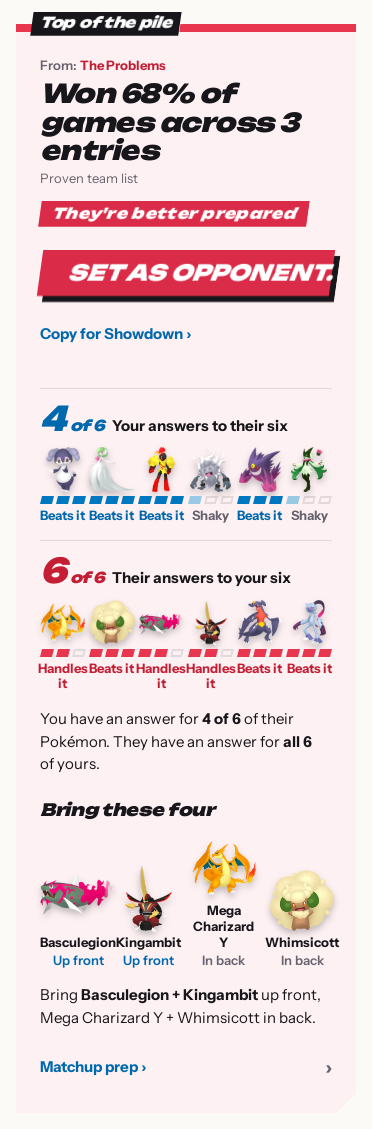 Top of the pile
From: The Problems
Won 68% of
games across 3
entries
Proven team list
They're better prepared
SET AS OPPONENT.
Copy for Showdown ›
4 of 6 Your answers to their six
Beats it Beats it Beats it Shaky Beats it Shaky
6 of 6 Their answers to your six
Handles it Beats it Handles it Handles it Beats it Beats it
You have an answer for 4 of 6 of their
Pokémon. They have an answer for all 6
of yours.
Bring these four
Basculegion Kingambit Mega Charizard Y Whimsicott
Up front Up front In back In back
Bring Basculegion + Kingambit up front,
Mega Charizard Y + Whimsicott in back.
Matchup prep › ›